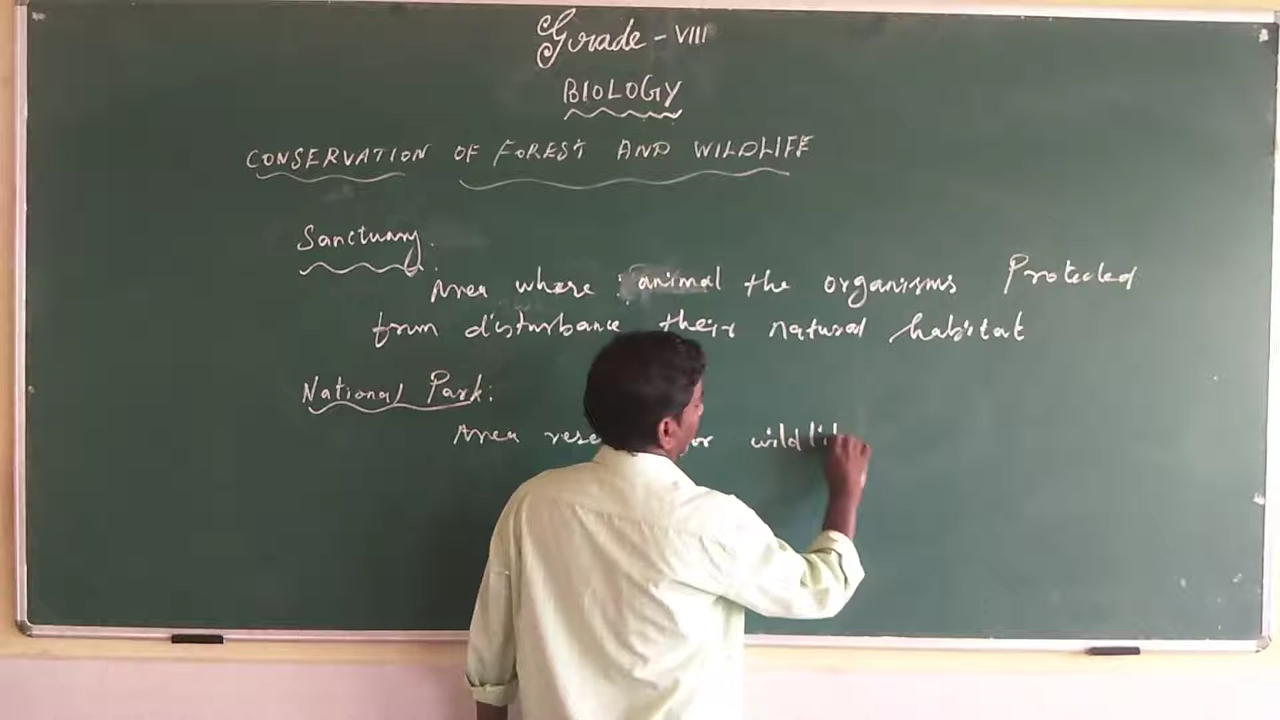 Grade - VIII
BIOLOGY
CONSERVATION OF FOREST AND WILDLIFE
Sanctuary.
Area where animal the organisms Protected
from disturbance their natural habitat
National Park:
Area